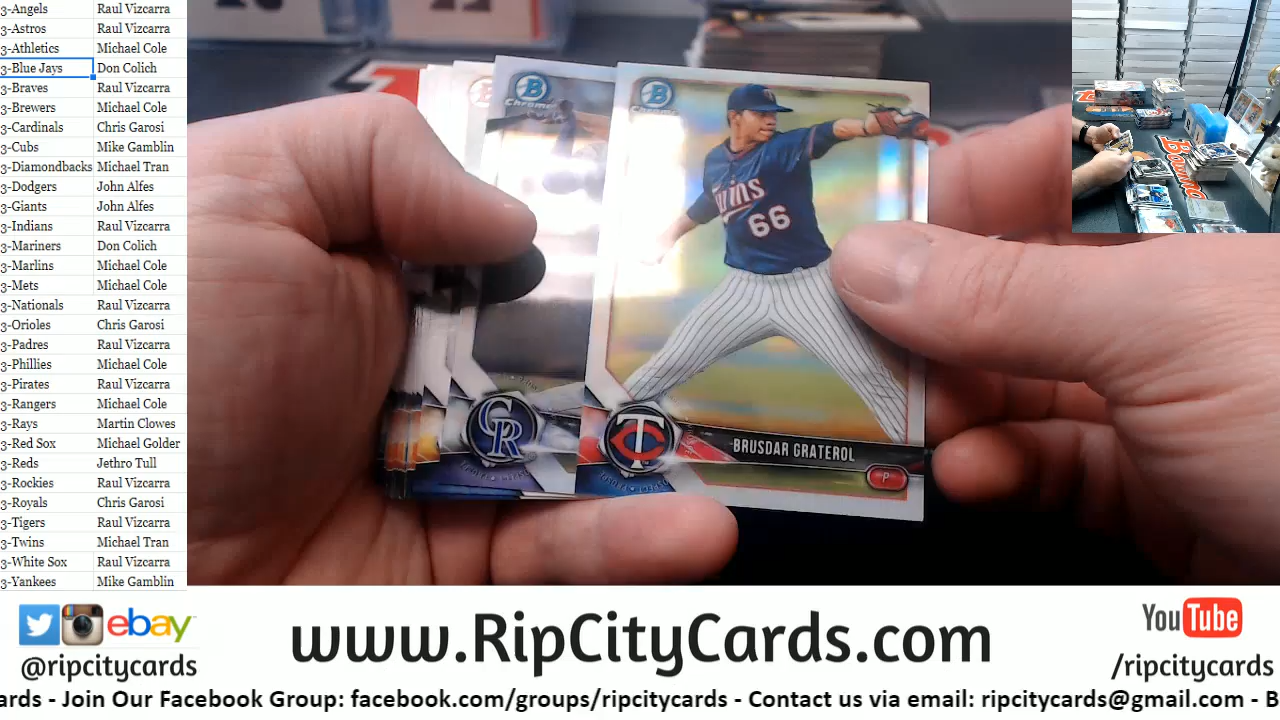 3-Angels Raul Vizcarra
3-Astros Raul Vizcarra
3-Athletics Michael Cole
3-Blue Jays Don Colich
3-Braves Raul Vizcarra
3-Brewers Michael Cole
3-Cardinals Chris Garosi
3-Cubs Mike Gamblin
3-Diamondbacks Michael Tran
3-Dodgers John Alfes
3-Giants John Alfes
3-Indians Raul Vizcarra
3-Mariners Don Colich
3-Marlins Michael Cole
3-Mets Michael Cole
3-Nationals Raul Vizcarra
3-Orioles Chris Garosi
3-Padres Raul Vizcarra
3-Phillies Michael Cole
3-Pirates Raul Vizcarra
3-Rangers Michael Cole
3-Rays Martin Clowes
3-Red Sox Michael Golder
3-Reds Jethro Tull
3-Rockies Raul Vizcarra
3-Royals Chris Garosi
3-Tigers Raul Vizcarra
3-Twins Michael Tran
3-White Sox Raul Vizcarra
3-Yankees Mike Gamblin
B
Chrome
B
Chrome
Twins
66
CR
TC
BRUSDAR GRATEROL
P
Bowman
ebay
@ripcitycards
www.RipCityCards.com
YouTube
/ripcitycards
ards - Join Our Facebook Group: facebook.com/groups/ripcitycards - Contact us via email: ripcitycards@gmail.com - B